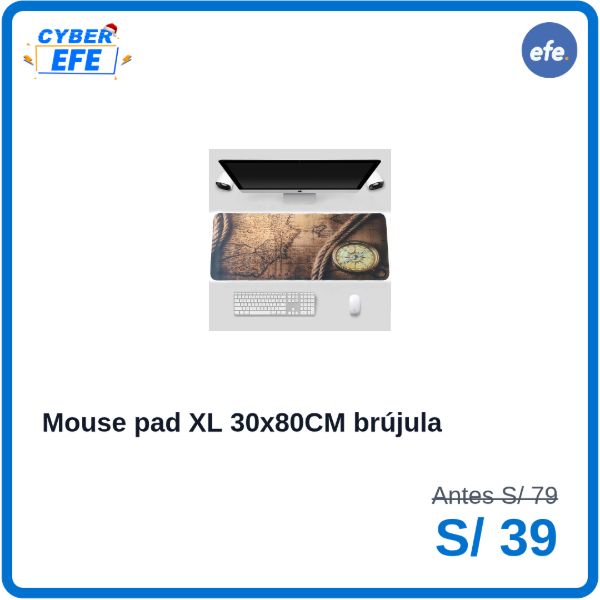 CYBER
EFE
efe.
Mouse pad XL 30x80CM brújula
Antes S/ 79
S/ 39